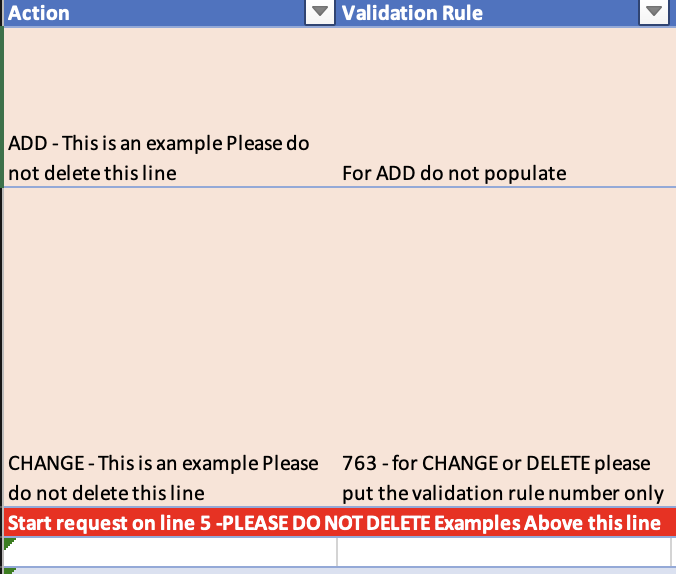 Action
Validation Rule
ADD - This is an example Please do
not delete this line
For ADD do not populate
CHANGE - This is an example Please
do not delete this line
763 - for CHANGE or DELETE please
put the validation rule number only
Start request on line 5 -PLEASE DO NOT DELETE Examples Above this line